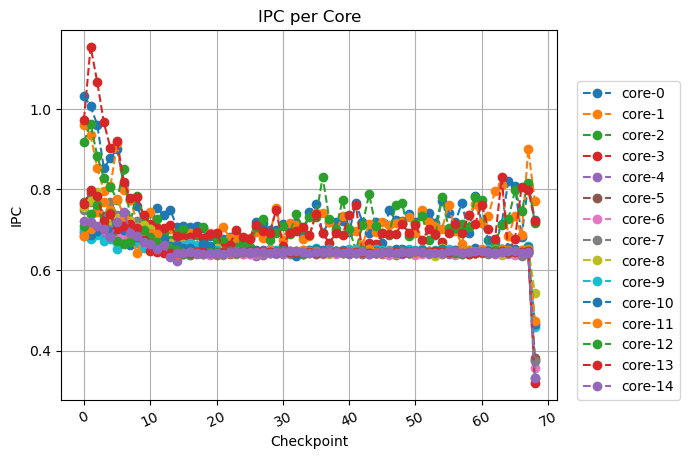 IPC per Core
IPC
1.0
0.8
0.6
0.4
0
10
20
30
40
50
60
70
Checkpoint
core-0
core-1
core-2
core-3
core-4
core-5
core-6
core-7
core-8
core-9
core-10
core-11
core-12
core-13
core-14